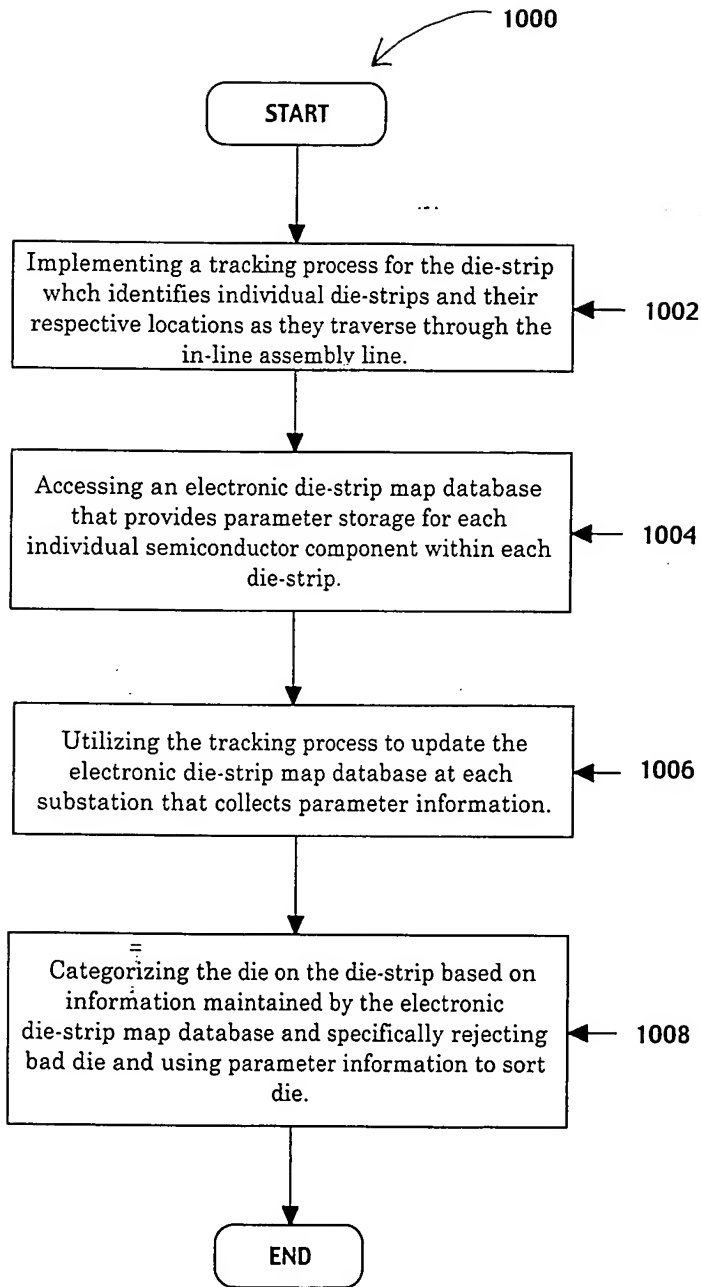 1000
START
Implementing a tracking process for the die-strip
whch identifies individual die-strips and their
respective locations as they traverse through the
in-line assembly line.
1002
Accessing an electronic die-strip map database
that provides parameter storage for each
individual semiconductor component within each
die-strip.
1004
Utilizing the tracking process to update the
electronic die-strip map database at each
substation that collects parameter information.
1006
Categorizing the die on the die-strip based on
information maintained by the electronic
die-strip map database and specifically rejecting
bad die and using parameter information to sort
die.
1008
END